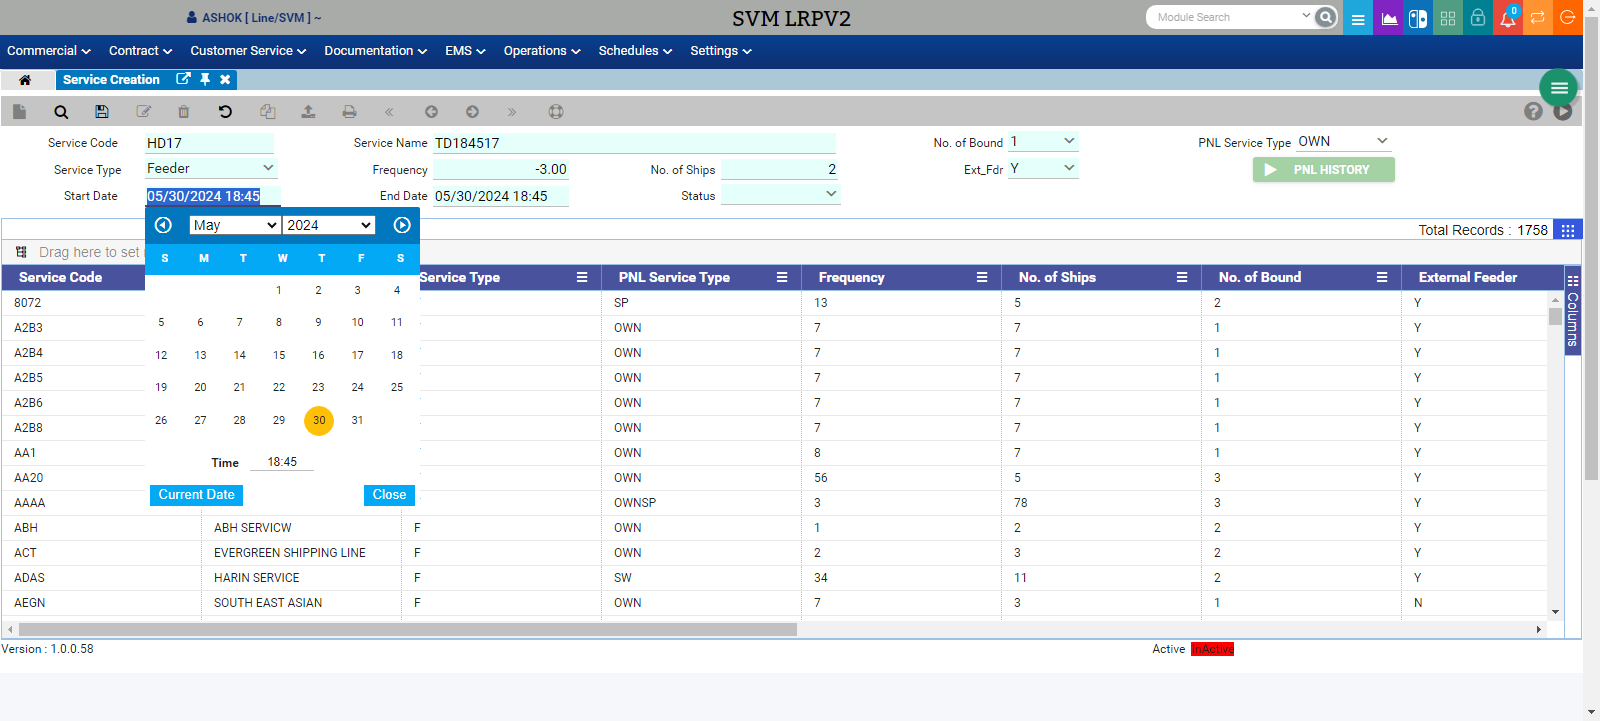 ASHOK [ Line/SVM ] ~
SVM LRPV2
Module Search
0
Commercial Contract Customer Service Documentation EMS Operations Schedules Settings
Service Creation
Service Code HD17 Service Name TD184517 No. of Bound 1 PNL Service Type OWN
Service Type Feeder Frequency -3.00 No. of Ships 2 Ext_Fdr Y PNL HISTORY
Start Date 05/30/2024 18:45 End Date 05/30/2024 18:45 Status
May 2024
Total Records : 1758
Drag here to set
S M T W T F S
1 2 3 4
5 6 7 8 9 10 11
12 13 14 15 16 17 18
19 20 21 22 23 24 25
26 27 28 29 30 31
Time 18:45
Current Date Close
Service Code Service Type PNL Service Type Frequency No. of Ships No. of Bound External Feeder
8072 SP 13 5 2 Y
A2B3 OWN 7 7 1 Y
A2B4 OWN 7 7 1 Y
A2B5 OWN 7 7 1 Y
A2B6 OWN 7 7 1 Y
A2B8 OWN 7 7 1 Y
AA1 OWN 8 7 1 Y
AA20 OWN 56 5 3 Y
AAAA OWNSP 3 78 3 Y
ABH ABH SERVICW F OWN 1 2 2 Y
ACT EVERGREEN SHIPPING LINE F OWN 2 3 2 Y
ADAS HARIN SERVICE F SW 34 11 2 Y
AEGN SOUTH EAST ASIAN F OWN 7 3 1 N
Columns
Version : 1.0.0.58
Active InActive